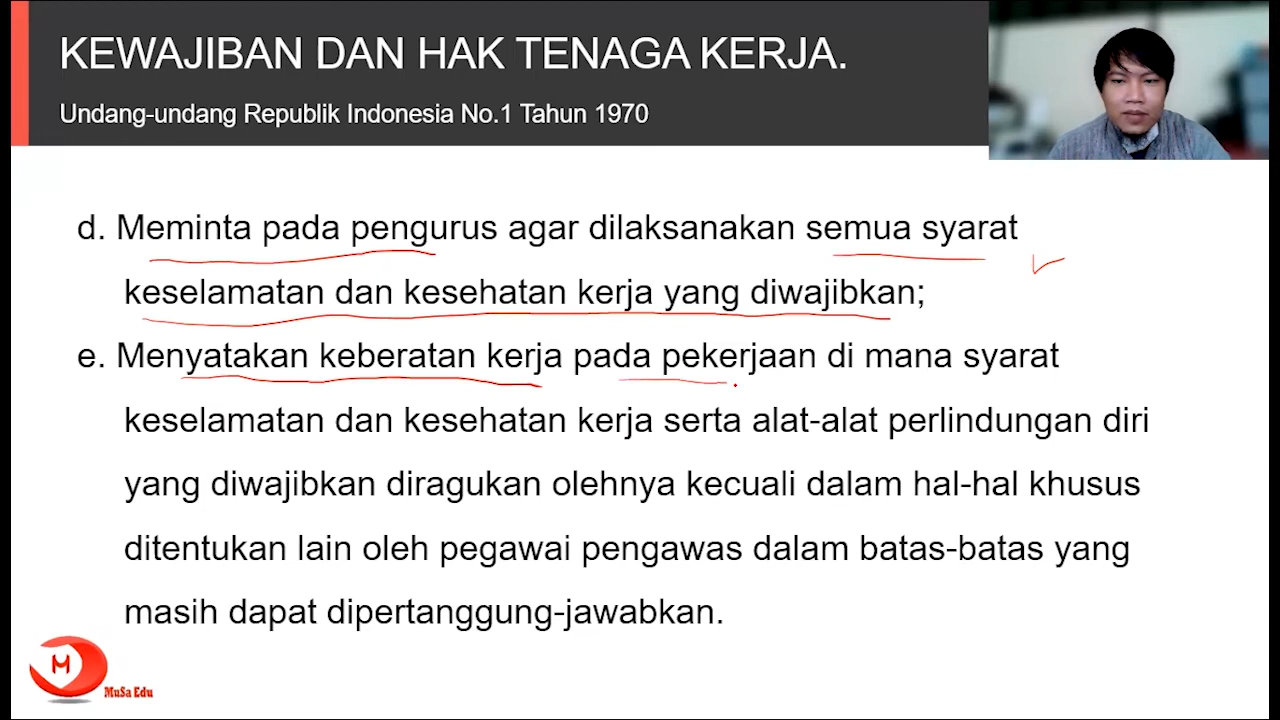 KEWAJIBAN DAN HAK TENAGA KERJA.
Undang-undang Republik Indonesia No.1 Tahun 1970
d. Meminta pada pengurus agar dilaksanakan semua syarat
keselamatan dan kesehatan kerja yang diwajibkan;
e. Menyatakan keberatan kerja pada pekerjaan di mana syarat
keselamatan dan kesehatan kerja serta alat-alat perlindungan diri
yang diwajibkan diragukan olehnya kecuali dalam hal-hal khusus
ditentukan lain oleh pegawai pengawas dalam batas-batas yang
masih dapat dipertanggung-jawabkan.
M
MuSa Edu